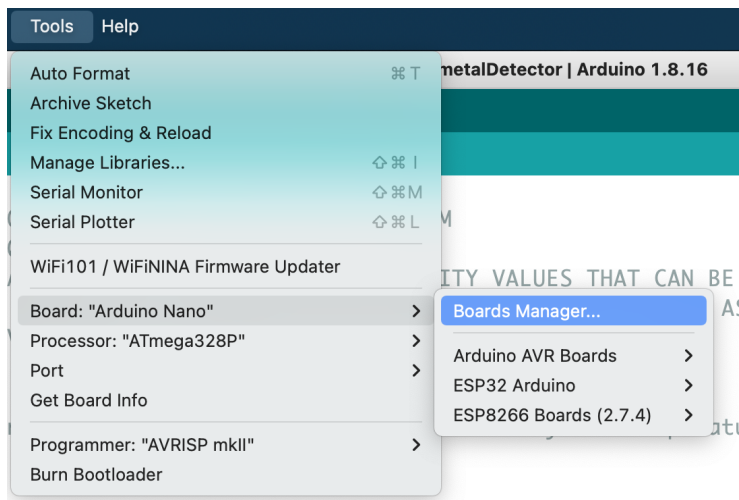 Tools Help
metalDetector | Arduino 1.8.16
Auto Format ⌘ T
Archive Sketch
Fix Encoding & Reload
Manage Libraries... ⇧ ⌘ I
Serial Monitor ⇧ ⌘ M
Serial Plotter ⇧ ⌘ L
WiFi101 / WiFiNINA Firmware Updater
Board: "Arduino Nano"
Processor: "ATmega328P"
Port
Get Board Info
Programmer: "AVRISP mkII"
Burn Bootloader
VALUES THAT CAN BE
Boards Manager...
Arduino AVR Boards
ESP32 Arduino
ESP8266 Boards (2.7.4)